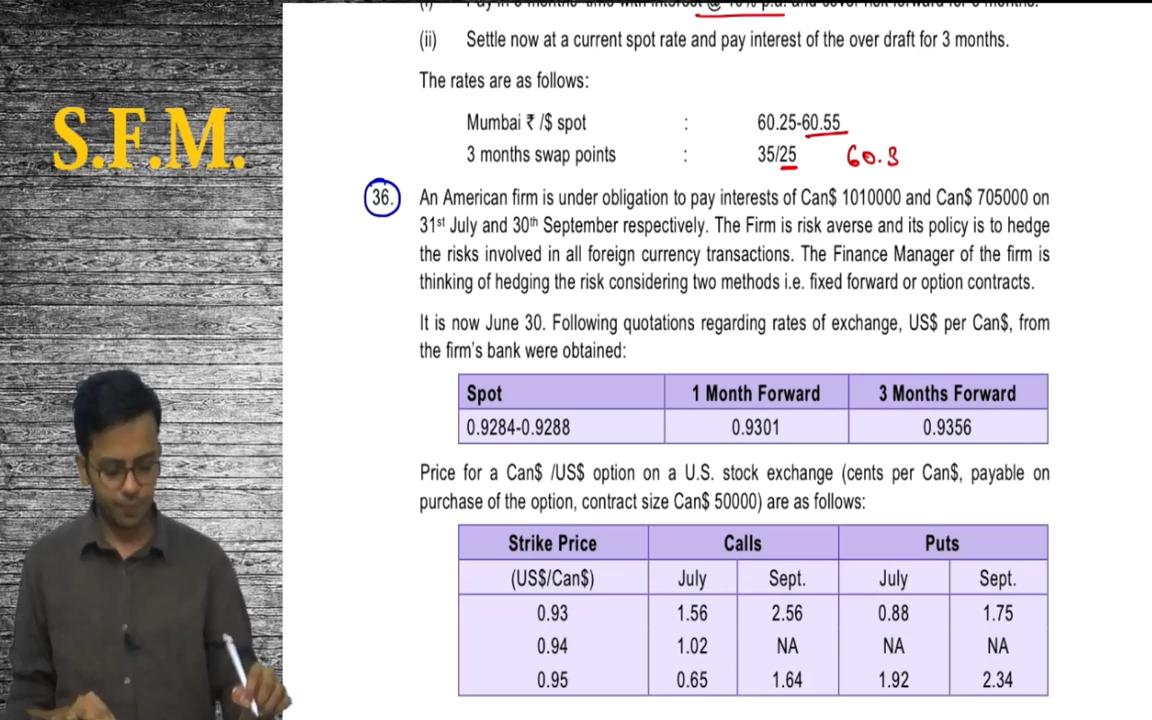 S.F.M.
(ii) Settle now at a current spot rate and pay interest of the over draft for 3 months.
The rates are as follows:
Mumbai ₹ /$ spot : 60.25-60.55
3 months swap points : 35/25 60.3
36. An American firm is under obligation to pay interests of Can$ 1010000 and Can$ 705000 on
31st July and 30th September respectively. The Firm is risk averse and its policy is to hedge
the risks involved in all foreign currency transactions. The Finance Manager of the firm is
thinking of hedging the risk considering two methods i.e. fixed forward or option contracts.
It is now June 30. Following quotations regarding rates of exchange, US$ per Can$, from
the firm's bank were obtained:
Spot 1 Month Forward 3 Months Forward
0.9284-0.9288 0.9301 0.9356
Price for a Can$ /US$ option on a U.S. stock exchange (cents per Can$, payable on
purchase of the option, contract size Can$ 50000) are as follows:
Strike Price Calls Puts
(US$/Can$) July Sept. July Sept.
0.93 1.56 2.56 0.88 1.75
0.94 1.02 NA NA NA
0.95 0.65 1.64 1.92 2.34